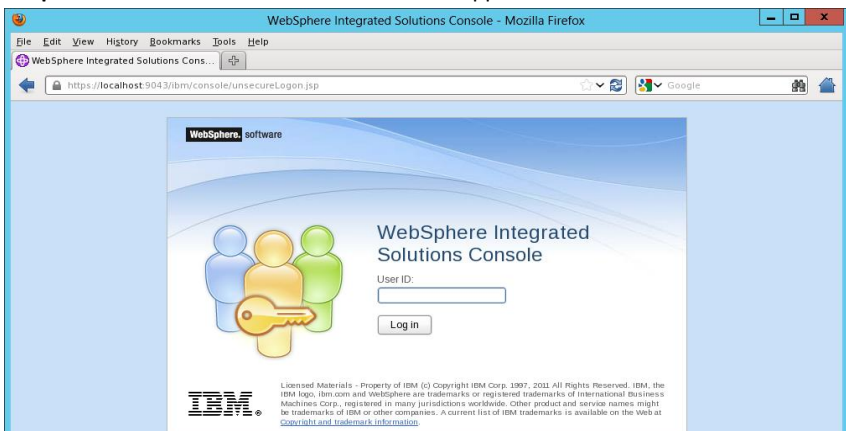 WebSphere Integrated Solutions Console - Mozilla Firefox
File Edit View History Bookmarks Tools Help
WebSphere Integrated Solutions Cons...
https://localhost:9043/ibm/console/unsecureLogon.jsp Google
WebSphere. software
WebSphere Integrated
Solutions Console
User ID:
Log in
Licensed Materials - Property of IBM (c) Copyright IBM Corp. 1997, 2011 All Rights Reserved. IBM, the
IBM logo, ibm.com and WebSphere are trademarks or registered trademarks of International Business
Machines Corp., registered in many jurisdictions worldwide. Other product and service names might
be trademarks of IBM or other companies. A current list of IBM trademarks is available on the Web at
Copyright and trademark information.
IBM®